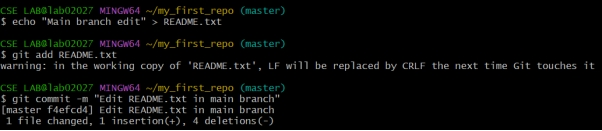 CSE LAB@lab02027 MINGW64 ~/my_first_repo (master)
$ echo "Main branch edit" > README.txt
CSE LAB@lab02027 MINGW64 ~/my_first_repo (master)
$ git add README.txt
warning: in the working copy of 'README.txt', LF will be replaced by CRLF the next time Git touches it
CSE LAB@lab02027 MINGW64 ~/my_first_repo (master)
$ git commit -m "Edit README.txt in main branch"
[master f4efcd4] Edit README.txt in main branch
1 file changed, 1 insertion(+), 4 deletions(-)